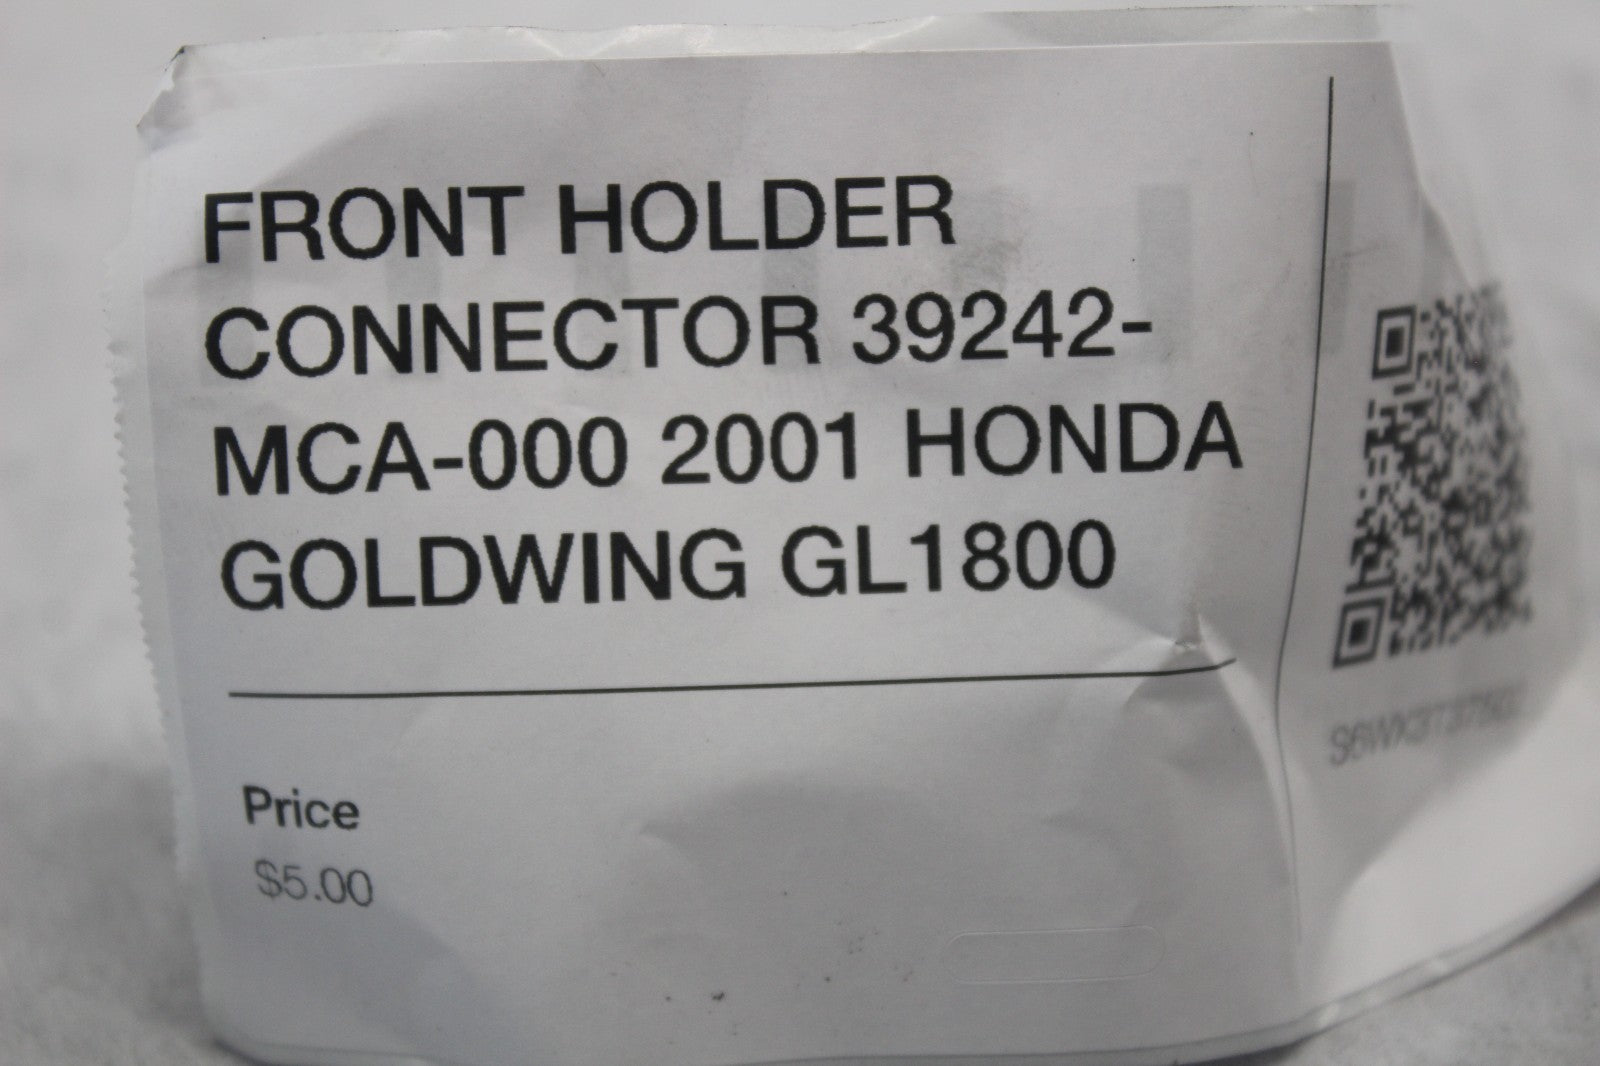 FRONT HOLDER
CONNECTOR 39242-
MCA-000 2001 HONDA
GOLDWING GL1800
Price
$5.00